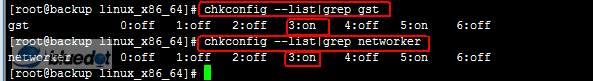 [root@backup linux_x86_64]# chkconfig --list|grep gst
gst 0:off 1:off 2:off 3:on 4:off 5:on 6:off
[root@backup linux_x86_64]# chkconfig --list|grep networker
networker 0:off 1:off 2:off 3:on 4:off 5:on 6:off
[root@backup linux_x86_64]#